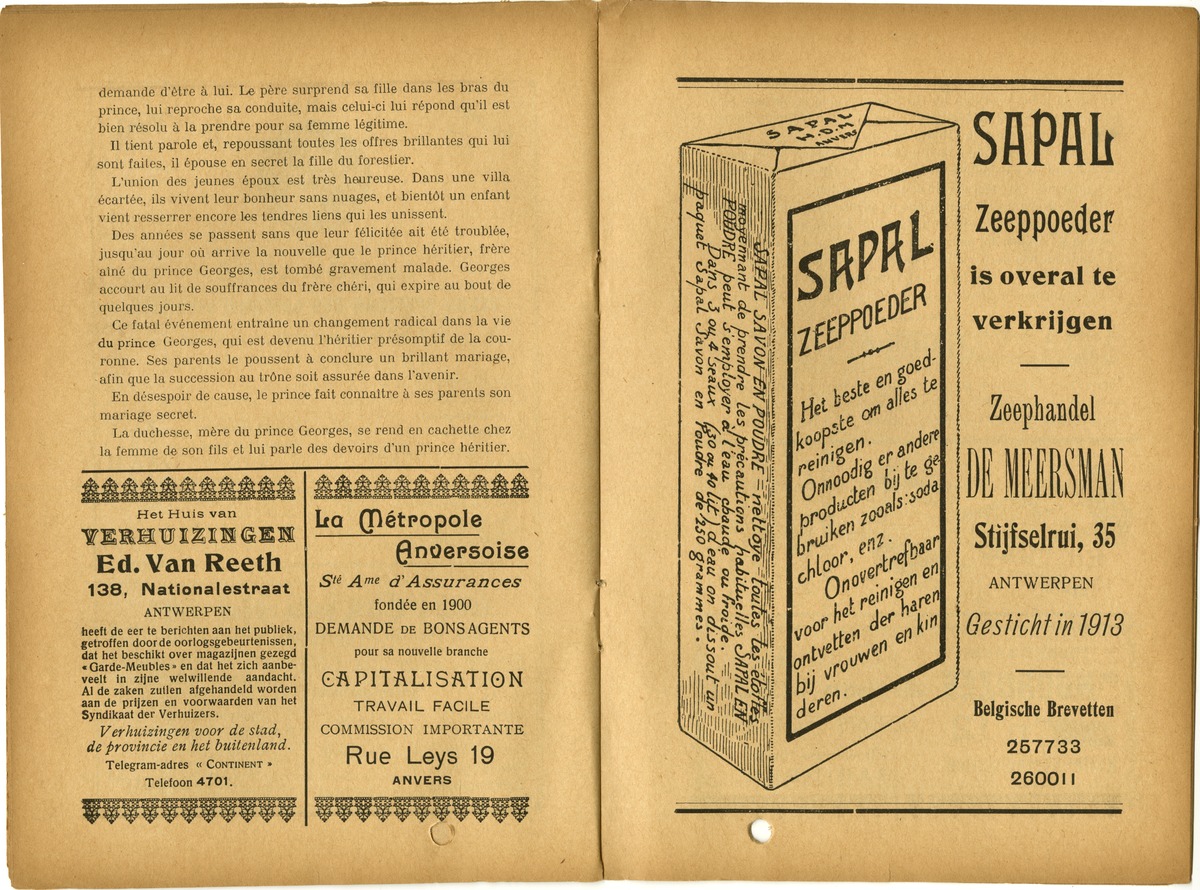 demande d'être à lui. Le père surprend sa fille dans les bras du
prince, lui reproche sa conduite, mais celui-ci lui répond qu'il est
bien résolu à la prendre pour sa femme légitime.
Il tient parole et, repoussant toutes les offres brillantes qui lui
sont faites, il épouse en secret la fille du forestier.
L'union des jeunes époux est très heureuse. Dans une villa
écartée, ils vivent leur bonheur sans nuages, et bientôt un enfant
vient resserrer encore les tendres liens qui les unissent.
Des années se passent sans que leur félicitée ait été troublée,
jusqu'au jour où arrive la nouvelle que le prince héritier, frère
aîné du prince Georges, est tombé gravement malade. Georges
accourt au lit de souffrances du frère chéri, qui expire au bout de
quelques jours.
Ce fatal événement entraîne un changement radical dans la vie
du prince Georges, qui est devenu l'héritier présomptif de la cou-
ronne. Ses parents le poussent à conclure un brillant mariage,
afin que la succession au trône soit assurée dans l'avenir.
En désespoir de cause, le prince fait connaître à ses parents son
mariage secret.
La duchesse, mère du prince Georges, se rend en cachette chez
la femme de son fils et lui parle des devoirs d'un prince héritier.
Het Huis van
VERHUIZINGEN
Ed. Van Reeth
138, Nationalestraat
ANTWERPEN
heeft de eer te berichten aan het publiek,
getroffen door de oorlogsgebeurtenissen,
dat het beschikt over magazijnen gezegd
«Garde-Meubles» en dat het zich aanbe-
veelt in zijne welwillende aandacht.
Al de zaken zullen afgehandeld worden
aan de prijzen en voorwaarden van het
Syndikaat der Verhuizers.
Verhuizingen voor de stad,
de provincie en het buitenland.
Telegram-adres « CONTINENT »
Telefoon 4701.
La Métropole
Anversoise
Sté Ame d'Assurances
fondée en 1900
DEMANDE DE BONS AGENTS
pour sa nouvelle branche
CAPITALISATION
TRAVAIL FACILE
COMMISSION IMPORTANTE
Rue Leys 19
ANVERS
SAPAL
H.D.M
ANVERS
SAPAL SAVON EN POUDRE = nettoye toutes les étoffes
moyennant de prendre les précautions habituelles SAPAL EN
POUDRE peut s'employer à l'eau chaude ou froide.
Dans 3 ou 4 seaux (30 ou 40 lit) d'eau on dissout un
paquet Sapal Savon en Poudre de 250 grammes.
SAPAL
ZEEPPOEDER
Het beste en goed-
koopste om alles te
reinigen.
Onnoodig er andere
producten bij te ge
bruiken zooals: soda
chloor, enz.
Onovertrefbaar
voor het reinigen en
ontvetten der haren
bij vrouwen en kin
deren.
SAPAL
Zeeppoeder
is overal te
verkrijgen
Zeephandel
DE MEERSMAN
Stijfselrui, 35
ANTWERPEN
Gesticht in 1913
Belgische Brevetten
257733
260011